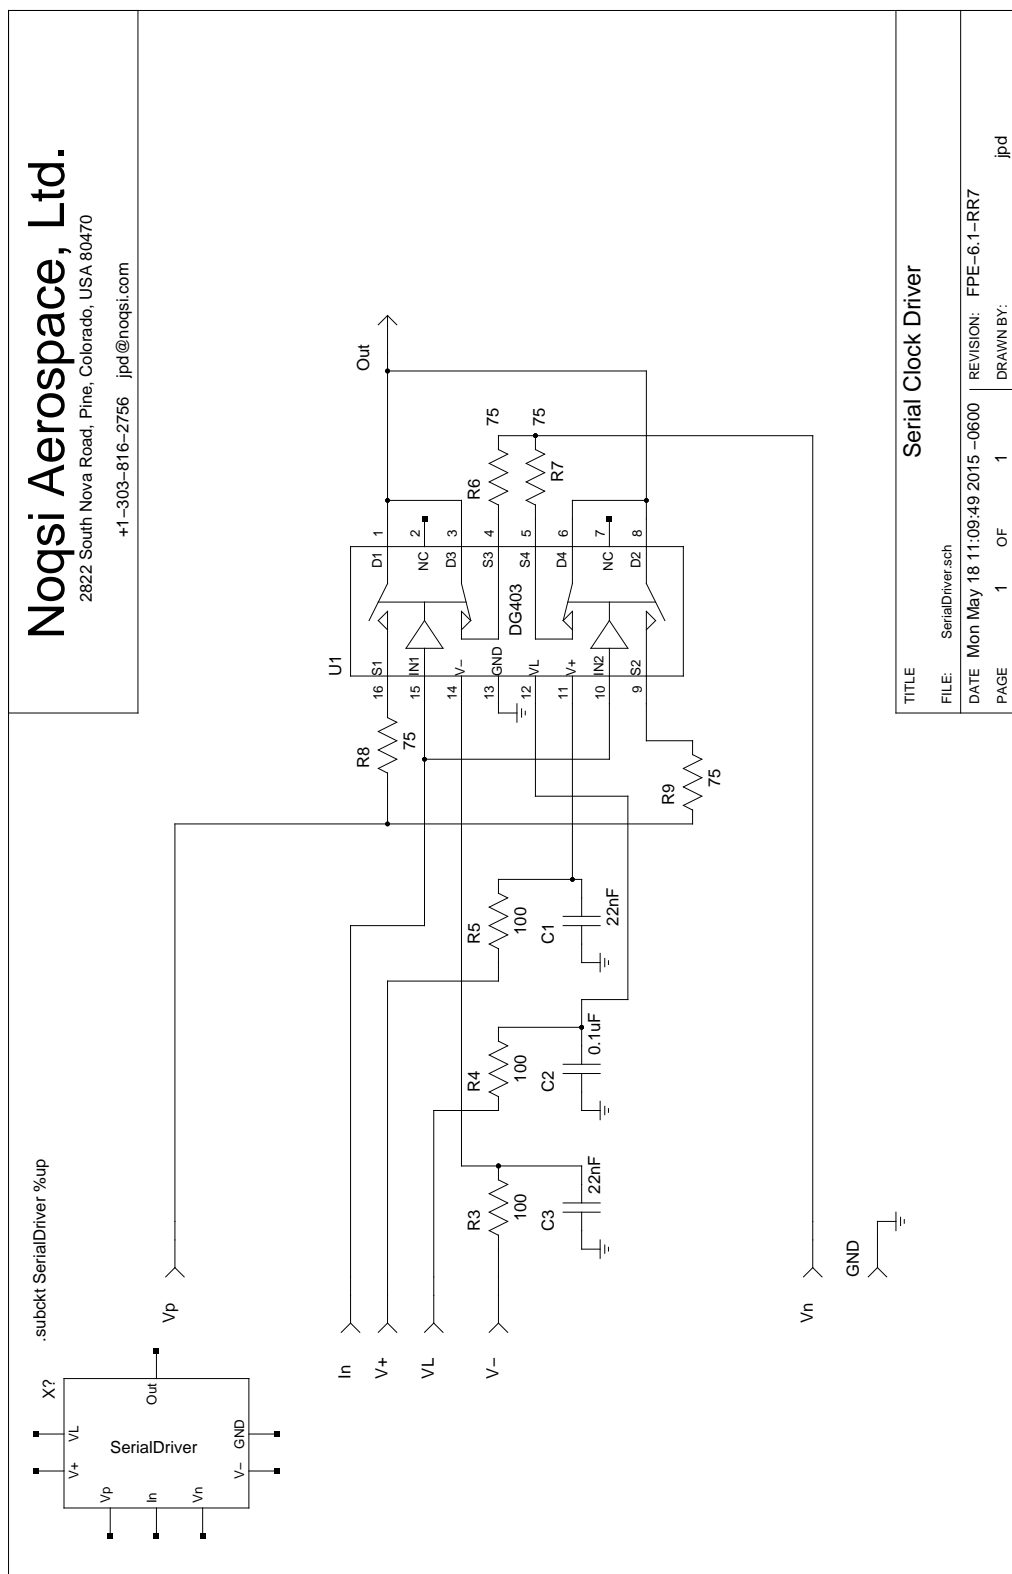 Noqsi Aerospace, Ltd.
2822 South Nova Road, Pine, Colorado, USA 80470
+1−303−816−2756 jpd@noqsi.com
.subckt SerialDriver %up
X?
V+
VL
Vp
In
Vn
SerialDriver
Out
V−
GND
Vp
In
V+
VL
V−
Vn
GND
R3
100
C3
22nF
R4
100
C2
0.1uF
R5
100
C1
22nF
R8
75
R9
75
U1
DG403
16
S1
15
IN1
14
V−
13
GND
12
VL
11
V+
10
IN2
9
S2
D1
1
NC
2
D3
3
S3
4
S4
5
D4
6
NC
7
D2
8
R6
75
R7
75
Out
TITLE
Serial Clock Driver
FILE: SerialDriver.sch
DATE Mon May 18 11:09:49 2015 −0600
REVISION: FPE−6.1−RR7
PAGE 1 OF 1
DRAWN BY: jpd